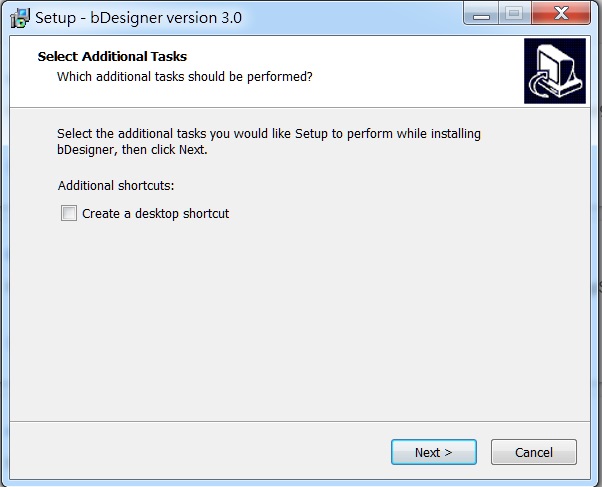 Setup - bDesigner version 3.0
Select Additional Tasks
Which additional tasks should be performed?
Select the additional tasks you would like Setup to perform while installing
bDesigner, then click Next.
Additional shortcuts:
Create a desktop shortcut
Next >
Cancel